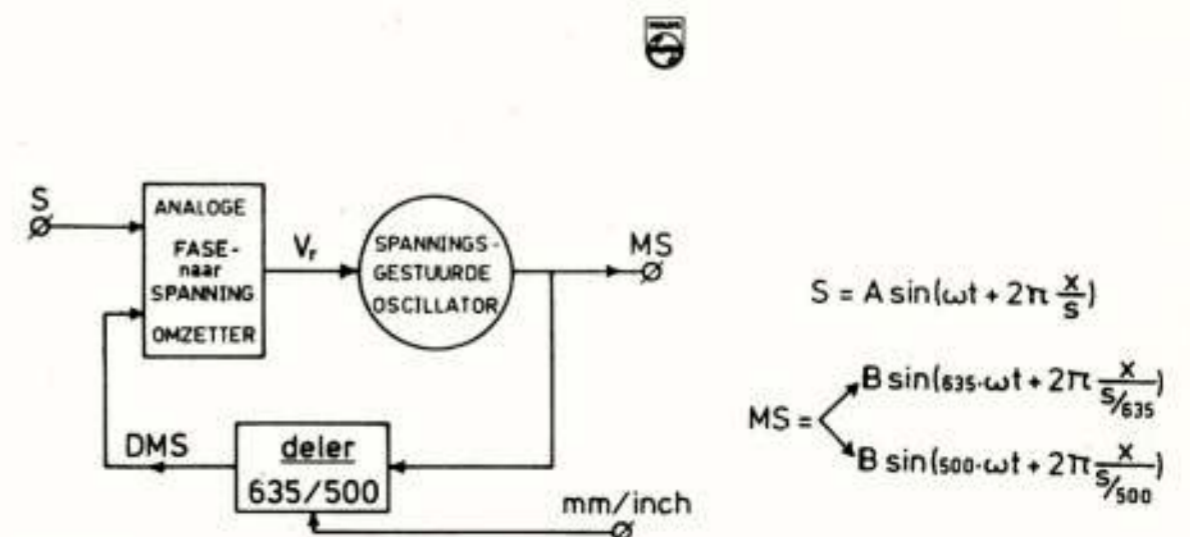 PHILIPS
S
ANALOGE
FASE-
naar
SPANNING
OMZETTER
Vr
SPANNINGS-
GESTUURDE
OSCILLATOR
MS
DMS
deler
635/500
mm/inch
S = A sin(ωt + 2π x/s)
MS =
B sin(635·ωt + 2π x/(s/635))
B sin(500·ωt + 2π x/(s/500))